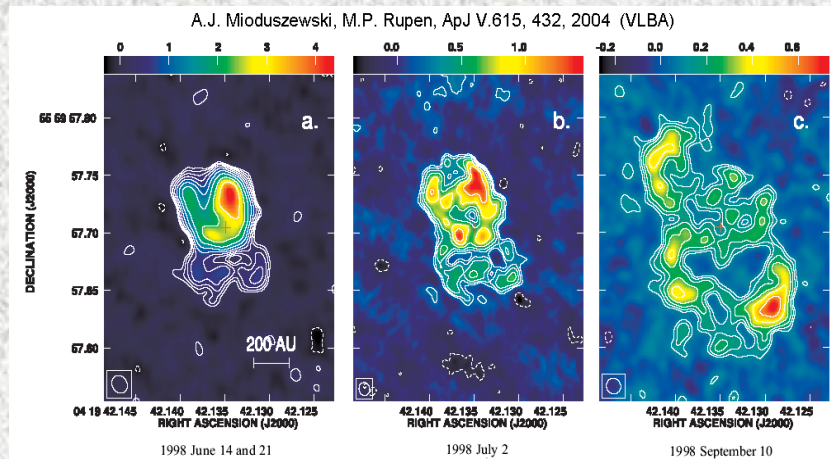 A.J. Mioduszewski, M.P. Rupen, ApJ V.615, 432, 2004 (VLBA)
0 1 2 3 4
0.0 0.5 1.0
-0.2 0.0 0.2 0.4 0.6
a.
b.
c.
DECLINATION (J2000)
55 59 57.80
57.75
57.70
57.65
57.60
200 AU
04 19 42.145 42.140 42.135 42.130 42.125
42.140 42.135 42.130 42.125
42.140 42.135 42.130 42.125
RIGHT ASCENSION (J2000)
RIGHT ASCENSION (J2000)
RIGHT ASCENSION (J2000)
1998 June 14 and 21
1998 July 2
1998 September 10